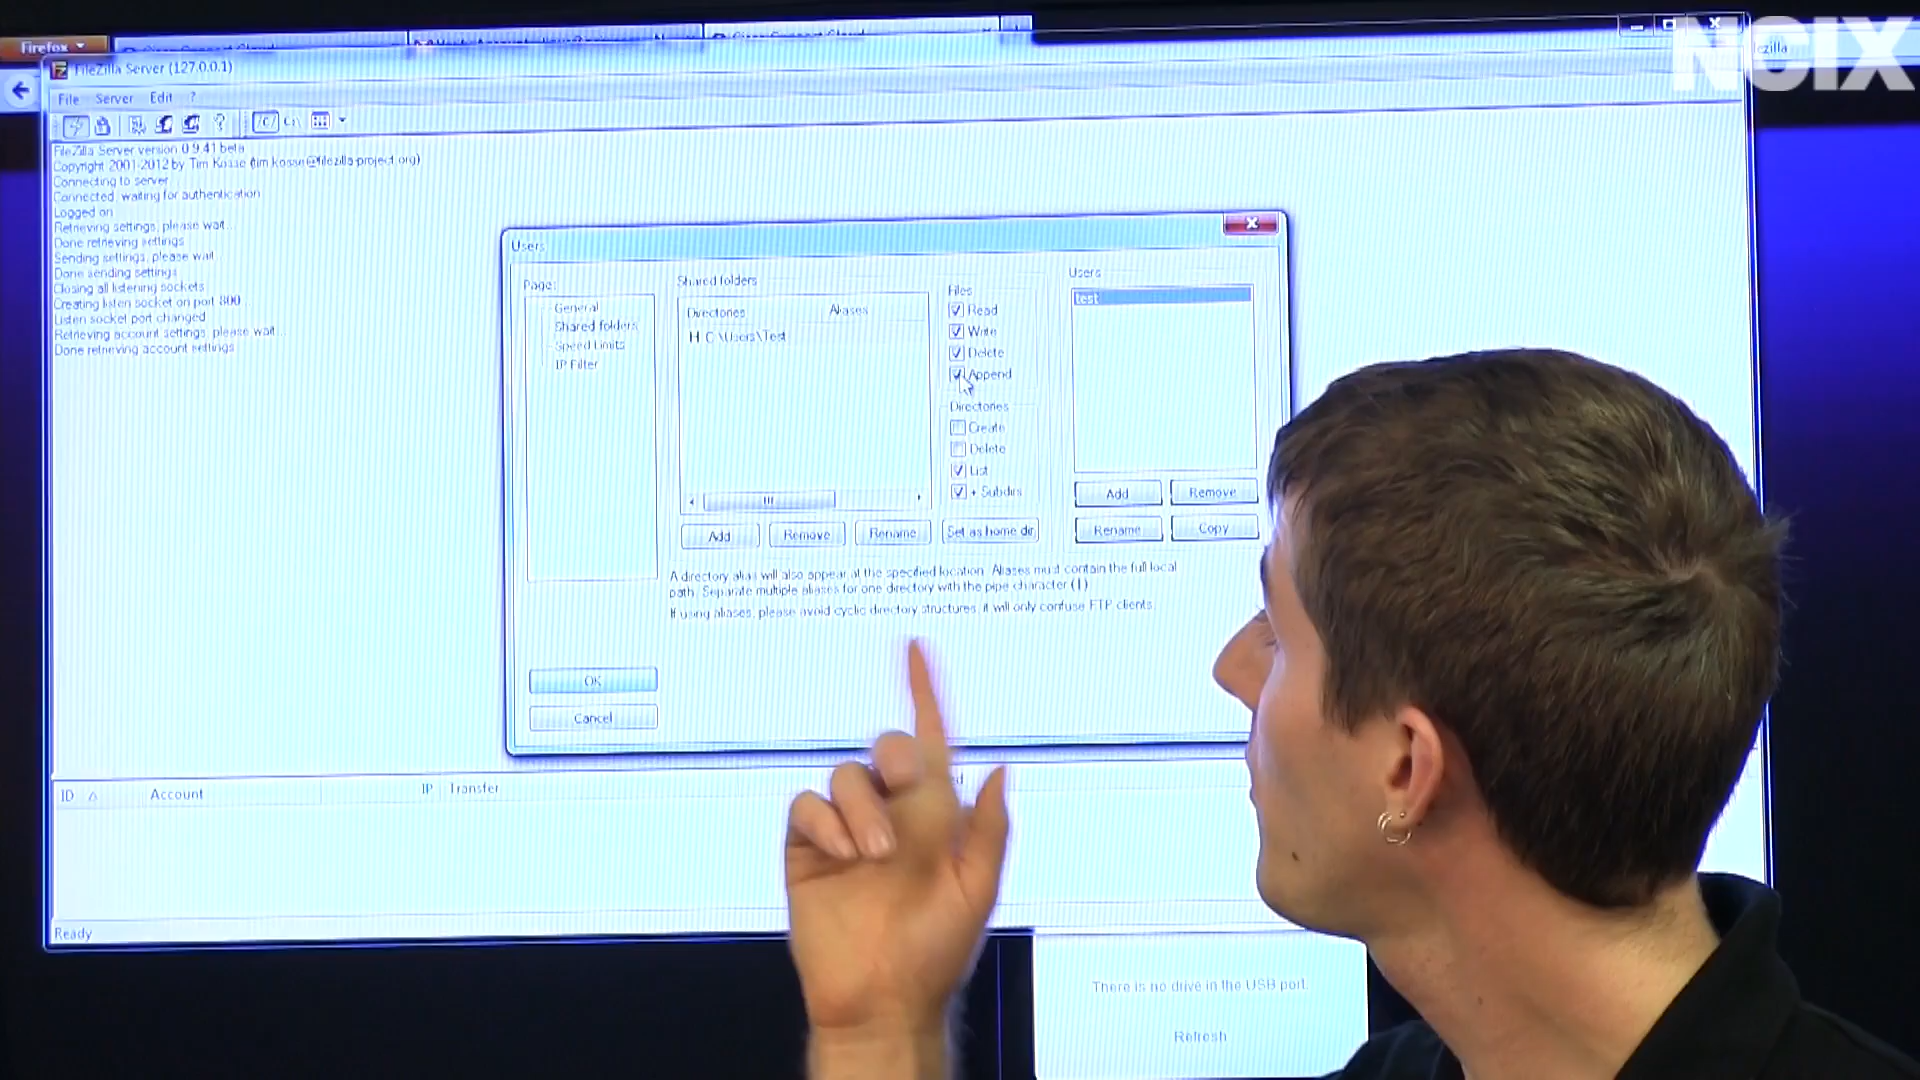 NCIX
Firefox
FileZilla Server (127.0.0.1)
File Server Edit ?
FileZilla Server version 0.9.41 beta
Copyright 2001-2012 by Tim Kosse (tim.kosse@filezilla-project.org)
Connecting to server...
Connected, waiting for authentication
Logged on
Retrieving settings, please wait...
Done retrieving settings
Sending settings, please wait...
Done sending settings.
Closing all listening sockets
Creating listen socket on port 800...
Listen socket port changed
Retrieving account settings, please wait...
Done retrieving account settings
Users
Page:
General
Shared folders
Speed Limits
IP Filter
OK
Cancel
Shared folders
Directories Aliases
H C:\Users\Test
Add Remove Rename Set as home dir
Files
Read
Write
Delete
Append
Directories
Create
Delete
List
+ Subdirs
Users
test
Add Remove
Rename Copy
A directory alias will also appear at the specified location. Aliases must contain the full local
path. Separate multiple aliases for one directory with the pipe character (|)
If using aliases, please avoid cyclic directory structures, it will only confuse FTP clients.
ID Account IP Transfer
Ready
There is no drive in the USB port.
Refresh